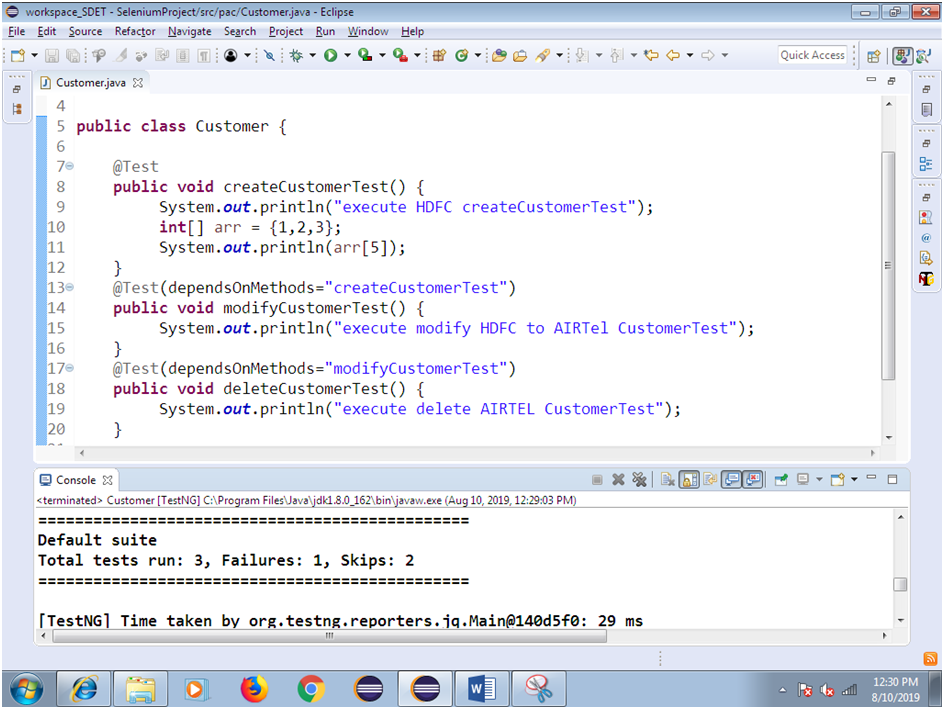 workspace_SDET - SeleniumProject/src/pac/Customer.java - Eclipse
File Edit Source Refactor Navigate Search Project Run Window Help
Quick Access
Customer.java
4
5 public class Customer {
6
7 @Test
8 public void createCustomerTest() {
9 System.out.println("execute HDFC createCustomerTest");
10 int[] arr = {1,2,3};
11 System.out.println(arr[5]);
12 }
13 @Test(dependsOnMethods="createCustomerTest")
14 public void modifyCustomerTest() {
15 System.out.println("execute modify HDFC to AIRTel CustomerTest");
16 }
17 @Test(dependsOnMethods="modifyCustomerTest")
18 public void deleteCustomerTest() {
19 System.out.println("execute delete AIRTEL CustomerTest");
20 }
Console
<terminated> Customer [TestNG] C:\Program Files\Java\jdk1.8.0_162\bin\javaw.exe (Aug 10, 2019, 12:29:03 PM)
===============================================
Default suite
Total tests run: 3, Failures: 1, Skips: 2
===============================================
[TestNG] Time taken by org.testng.reporters.jq.Main@140d5f0: 29 ms
12:30 PM
8/10/2019